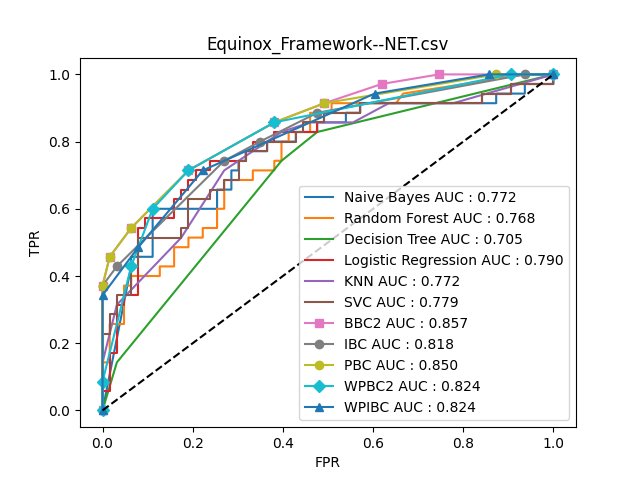 Equinox_Framework--NET.csv
1.0
0.8
0.6
0.4
0.2
0.0
TPR
Naive Bayes AUC : 0.772
Random Forest AUC : 0.768
Decision Tree AUC : 0.705
Logistic Regression AUC : 0.790
KNN AUC : 0.772
SVC AUC : 0.779
BBC2 AUC : 0.857
IBC AUC : 0.818
PBC AUC : 0.850
WPBC2 AUC : 0.824
WPIBC AUC : 0.824
0.0 0.2 0.4 0.6 0.8 1.0
FPR